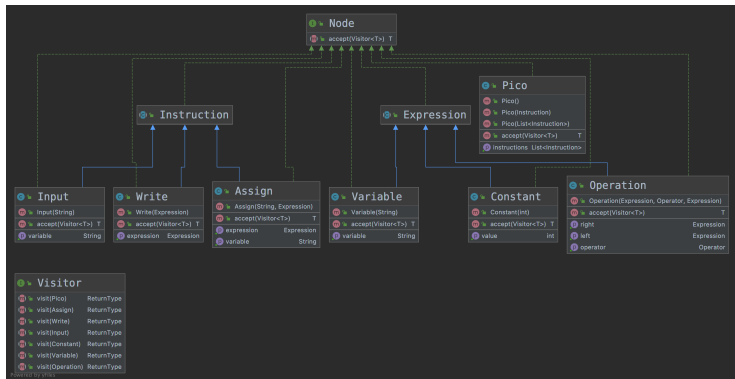 Node
accept(Visitor<T>) T
Pico
Pico()
Pico(Instruction)
Pico(List<Instruction>)
accept(Visitor<T>) T
instructions List<Instruction>
Instruction
Expression
Input
Input(String)
accept(Visitor<T>) T
variable String
Write
Write(Expression)
accept(Visitor<T>) T
expression Expression
Assign
Assign(String, Expression)
accept(Visitor<T>) T
expression Expression
variable String
Variable
Variable(String)
accept(Visitor<T>) T
variable String
Constant
Constant(int)
accept(Visitor<T>) T
value int
Operation
Operation(Expression, Operator, Expression)
accept(Visitor<T>) T
right Expression
left Expression
operator Operator
Visitor
visit(Pico) ReturnType
visit(Assign) ReturnType
visit(Write) ReturnType
visit(Input) ReturnType
visit(Constant) ReturnType
visit(Variable) ReturnType
visit(Operation) ReturnType
Powered by yFiles